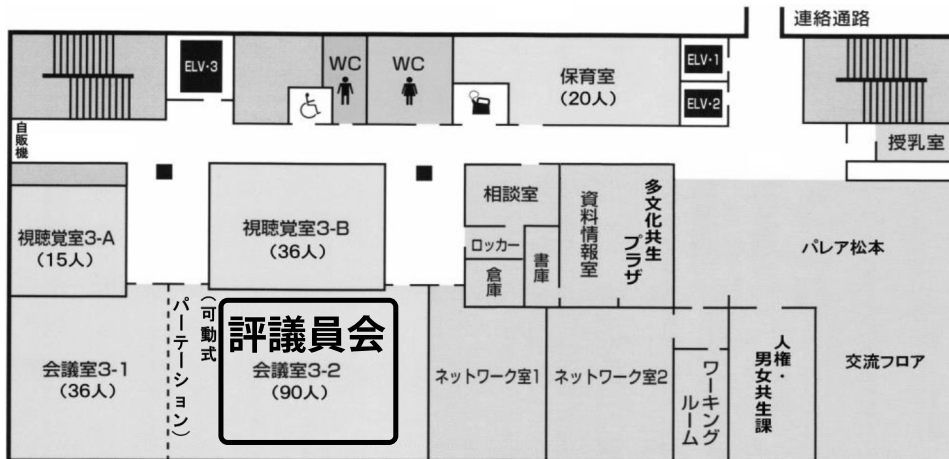 連絡通路
ELV・3
WC
WC
保育室
(20人)
ELV・1
ELV・2
自販機
授乳室
視聴覚室3-A
(15人)
視聴覚室3-B
(36人)
相談室
ロッカー
倉庫
書庫
資料情報室
多文化共生
プラザ
パレア松本
会議室3-1
(36人)
パーテーション)
(可動式
評議員会
会議室3-2
(90人)
ネットワーク室1
ネットワーク室2
ワーキング
ルーム
人権・
男女共生課
交流フロア